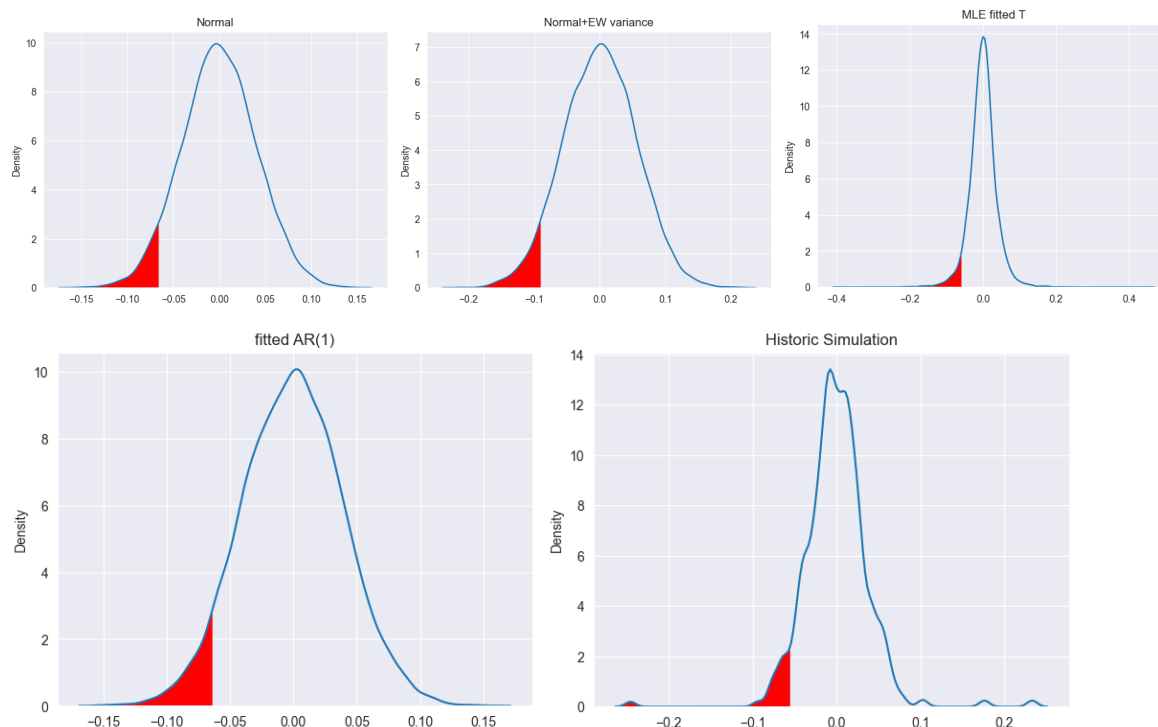 Normal
Density
10
8
6
4
2
0
−0.15 −0.10 −0.05 0.00 0.05 0.10 0.15
Normal+EW variance
Density
7
6
5
4
3
2
1
0
−0.2 −0.1 0.0 0.1 0.2
MLE fitted T
Density
14
12
10
8
6
4
2
0
−0.4 −0.2 0.0 0.2 0.4
fitted AR(1)
Density
10
8
6
4
2
0
−0.15 −0.10 −0.05 0.00 0.05 0.10 0.15
Historic Simulation
Density
14
12
10
8
6
4
2
0
−0.2 −0.1 0.0 0.1 0.2